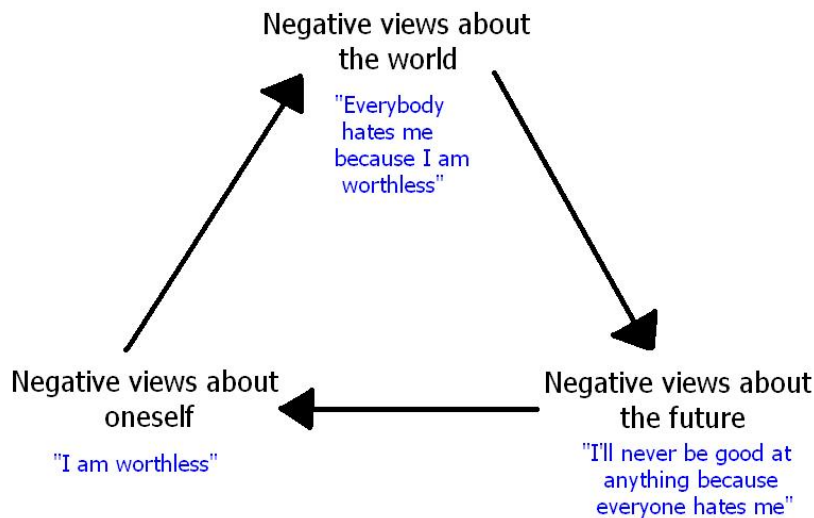 Negative views about
the world
"Everybody
hates me
because I am
worthless"
Negative views about
oneself
"I am worthless"
Negative views about
the future
"I'll never be good at
anything because
everyone hates me"